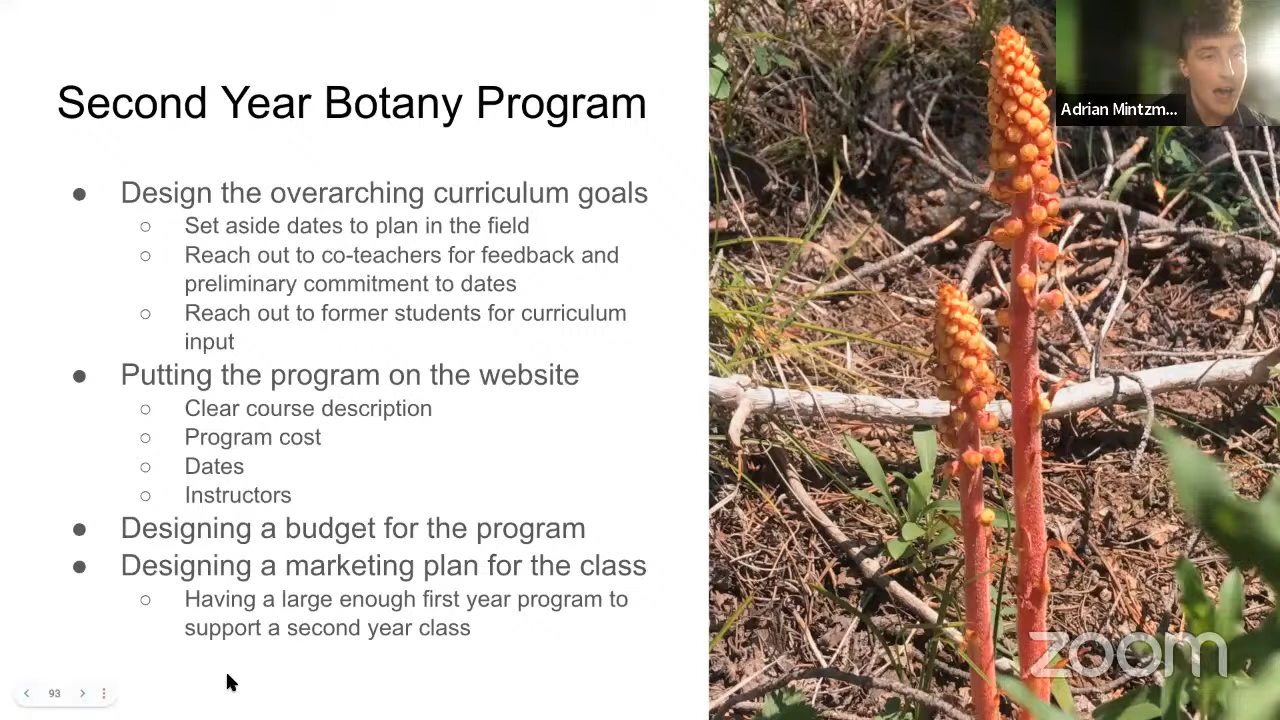 Second Year Botany Program
● Design the overarching curriculum goals
○ Set aside dates to plan in the field
○ Reach out to co-teachers for feedback and
preliminary commitment to dates
○ Reach out to former students for curriculum
input
● Putting the program on the website
○ Clear course description
○ Program cost
○ Dates
○ Instructors
● Designing a budget for the program
● Designing a marketing plan for the class
○ Having a large enough first year program to
support a second year class
93
Adrian Mintzm...
zoom